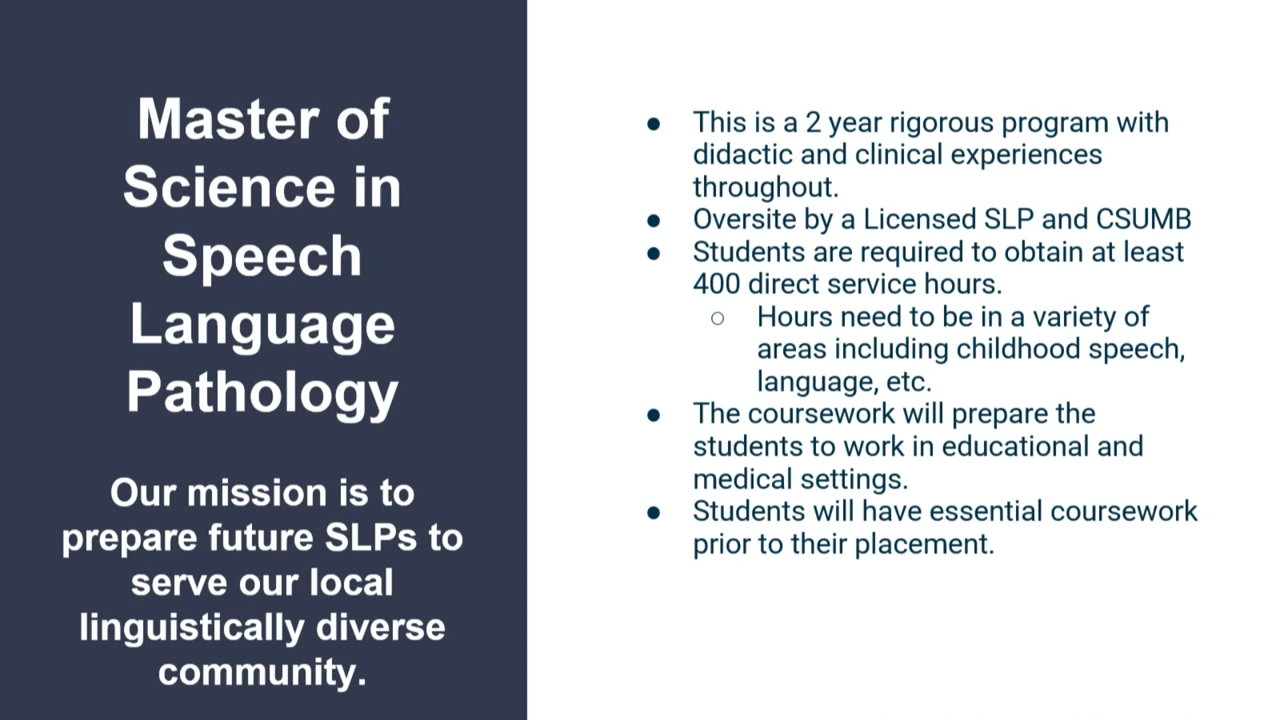 Master of
Science in
Speech
Language
Pathology
Our mission is to
prepare future SLPs to
serve our local
linguistically diverse
community.
● This is a 2 year rigorous program with
didactic and clinical experiences
throughout.
● Oversite by a Licensed SLP and CSUMB
● Students are required to obtain at least
400 direct service hours.
○ Hours need to be in a variety of
areas including childhood speech,
language, etc.
● The coursework will prepare the
students to work in educational and
medical settings.
● Students will have essential coursework
prior to their placement.